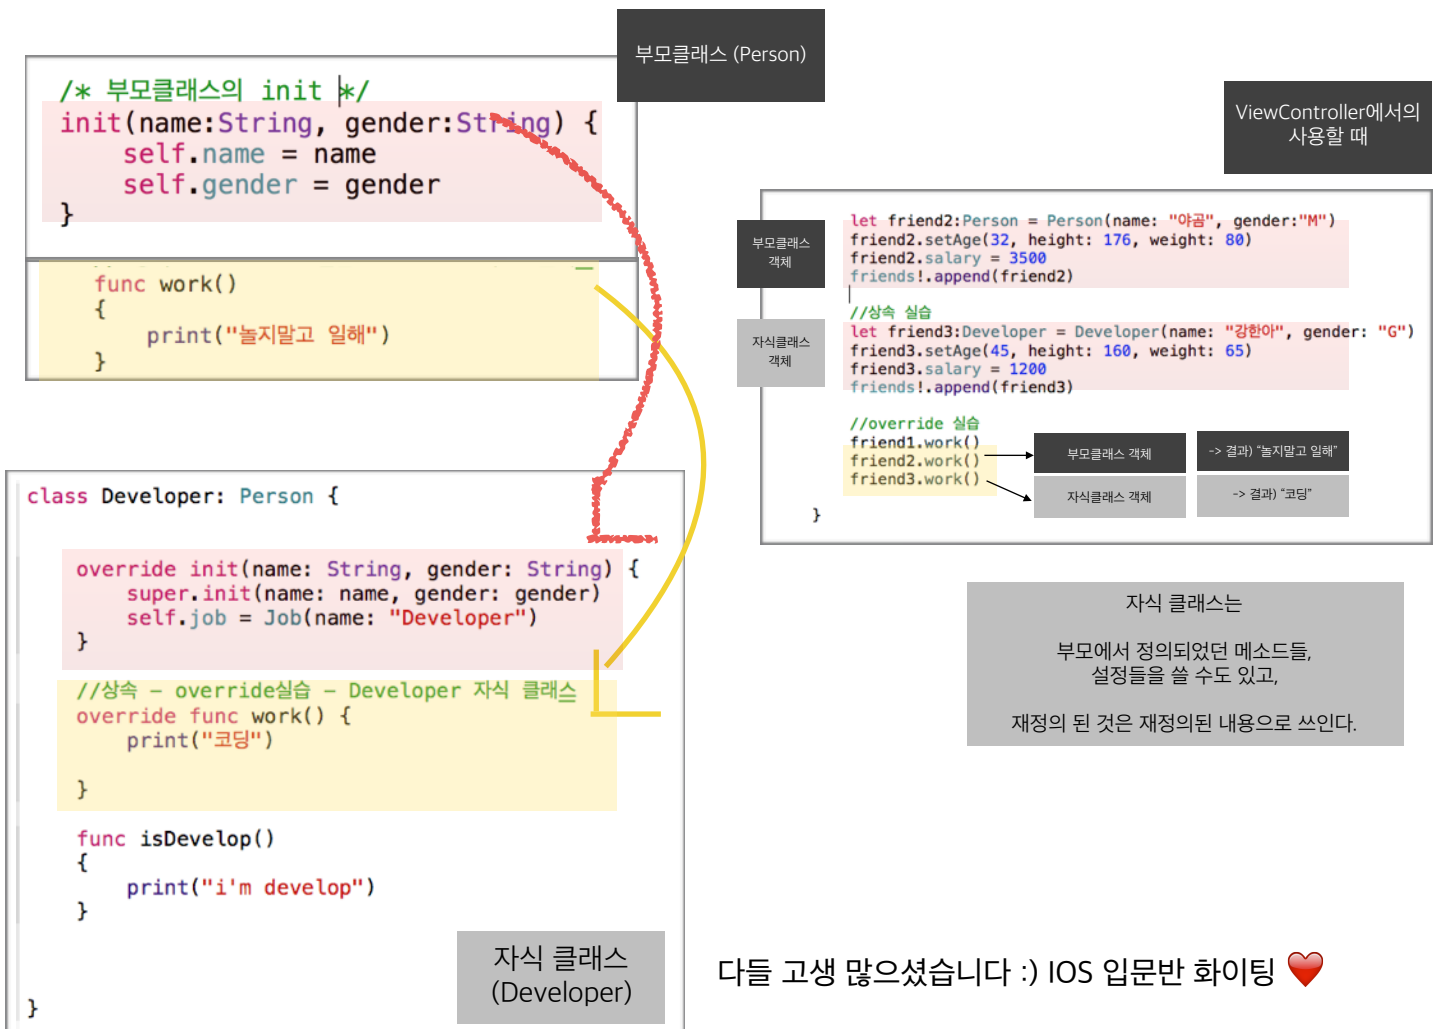 부모클래스 (Person)
/* 부모클래스의 init */
init(name:String, gender:String) {
self.name = name
self.gender = gender
}
func work()
{
print("놀지말고 일해")
}
class Developer: Person {
override init(name: String, gender: String) {
super.init(name: name, gender: gender)
self.job = Job(name: "Developer")
}
//상속 – override실습 – Developer 자식 클래스
override func work() {
print("코딩")
}
func isDevelop()
{
print("i'm develop")
}
}
자식 클래스
(Developer)
ViewController에서의
사용할 때
부모클래스
객체
let friend2:Person = Person(name: "야곰", gender:"M")
friend2.setAge(32, height: 176, weight: 80)
friend2.salary = 3500
friends!.append(friend2)
자식클래스
객체
//상속 실습
let friend3:Developer = Developer(name: "강한아", gender: "G")
friend3.setAge(45, height: 160, weight: 65)
friend3.salary = 1200
friends!.append(friend3)
//override 실습
friend1.work()
friend2.work()
friend3.work()
}
부모클래스 객체
-> 결과) “놀지말고 일해”
자식클래스 객체
-> 결과) “코딩”
자식 클래스는
부모에서 정의되었던 메소드들,
설정들을 쓸 수도 있고,
재정의 된 것은 재정의된 내용으로 쓰인다.
다들 고생 많으셨습니다 :) IOS 입문반 화이팅 ❤️